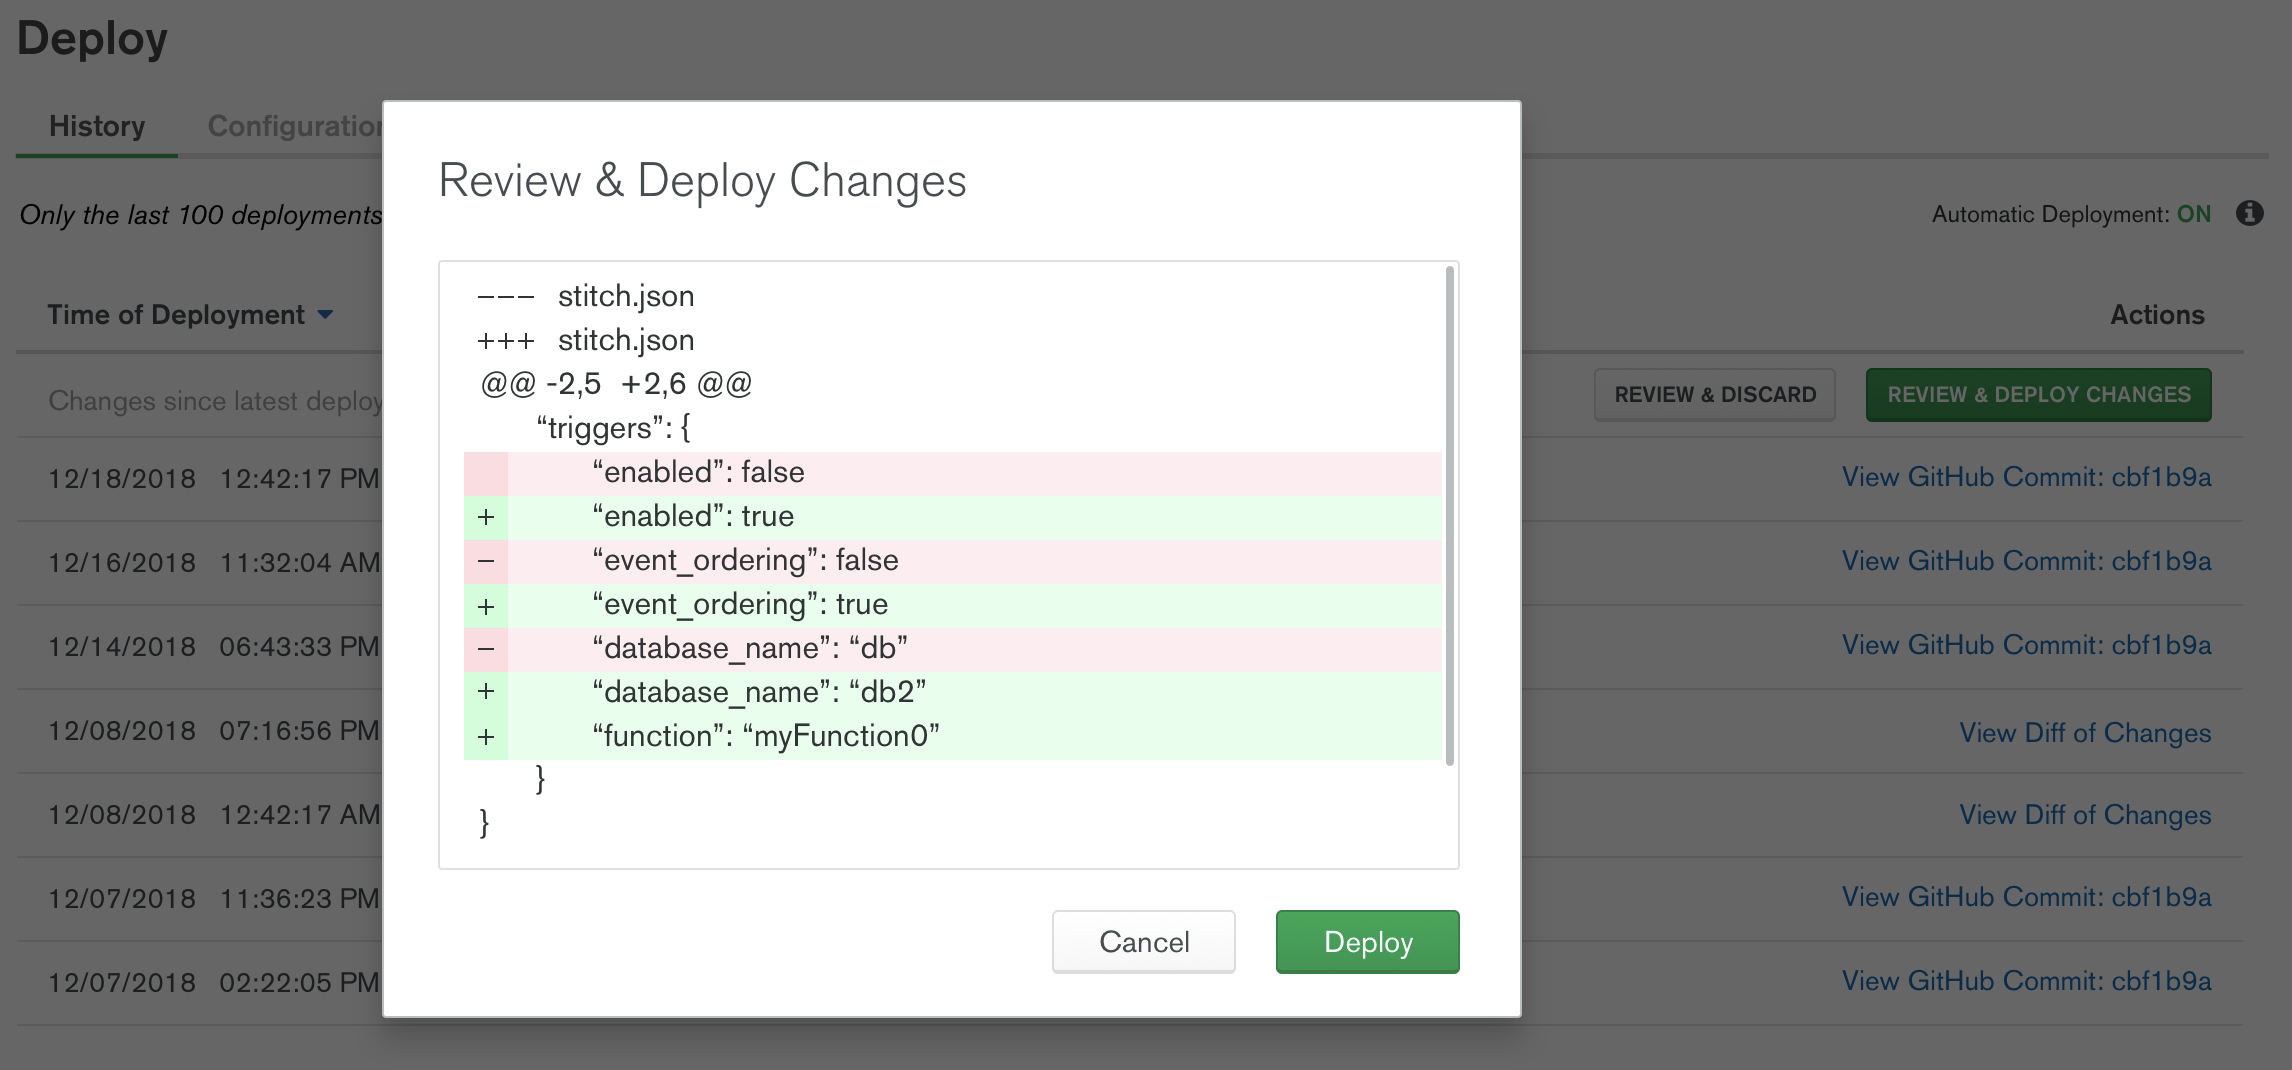 Deploy
History Configuration
Only the last 100 deployments
Automatic Deployment: ON
Time of Deployment
Actions
Changes since latest deploy
REVIEW & DISCARD
REVIEW & DEPLOY CHANGES
12/18/2018 12:42:17 PM
View GitHub Commit: cbf1b9a
12/16/2018 11:32:04 AM
View GitHub Commit: cbf1b9a
12/14/2018 06:43:33 PM
View GitHub Commit: cbf1b9a
12/08/2018 07:16:56 PM
View Diff of Changes
12/08/2018 12:42:17 AM
View Diff of Changes
12/07/2018 11:36:23 PM
View GitHub Commit: cbf1b9a
12/07/2018 02:22:05 PM
View GitHub Commit: cbf1b9a
Review & Deploy Changes
––– stitch.json
+++ stitch.json
@@ -2,5 +2,6 @@
“triggers”: {
“enabled”: false
+ “enabled”: true
– “event_ordering”: false
+ “event_ordering”: true
– “database_name”: “db”
+ “database_name”: “db2”
+ “function”: “myFunction0”
}
}
Cancel
Deploy